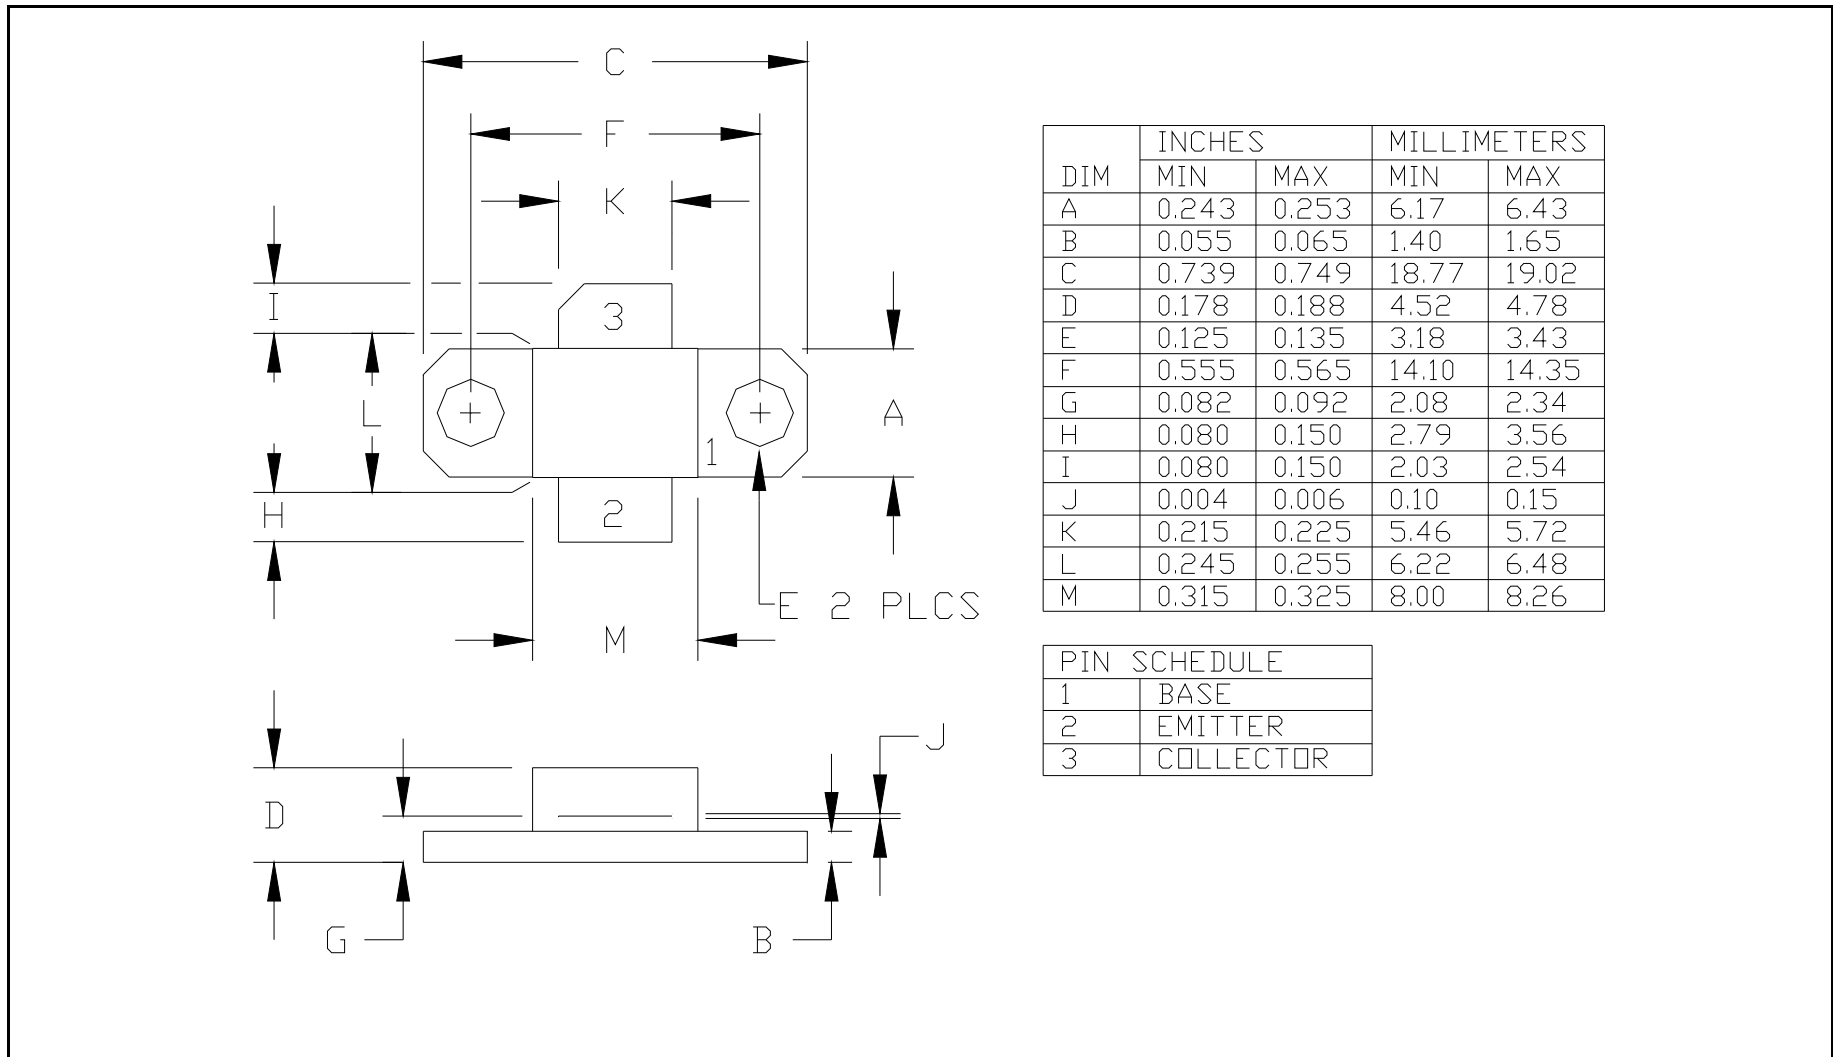 C
F
K
I
3
L
A
1
H
2
E 2 PLCS
M
J
D
G
B
INCHES MILLIMETERS
DIM MIN MAX MIN MAX
A 0.243 0.253 6.17 6.43
B 0.055 0.065 1.40 1.65
C 0.739 0.749 18.77 19.02
D 0.178 0.188 4.52 4.78
E 0.125 0.135 3.18 3.43
F 0.555 0.565 14.10 14.35
G 0.082 0.092 2.08 2.34
H 0.080 0.150 2.79 3.56
I 0.080 0.150 2.03 2.54
J 0.004 0.006 0.10 0.15
K 0.215 0.225 5.46 5.72
L 0.245 0.255 6.22 6.48
M 0.315 0.325 8.00 8.26
PIN SCHEDULE
1 BASE
2 EMITTER
3 COLLECTOR